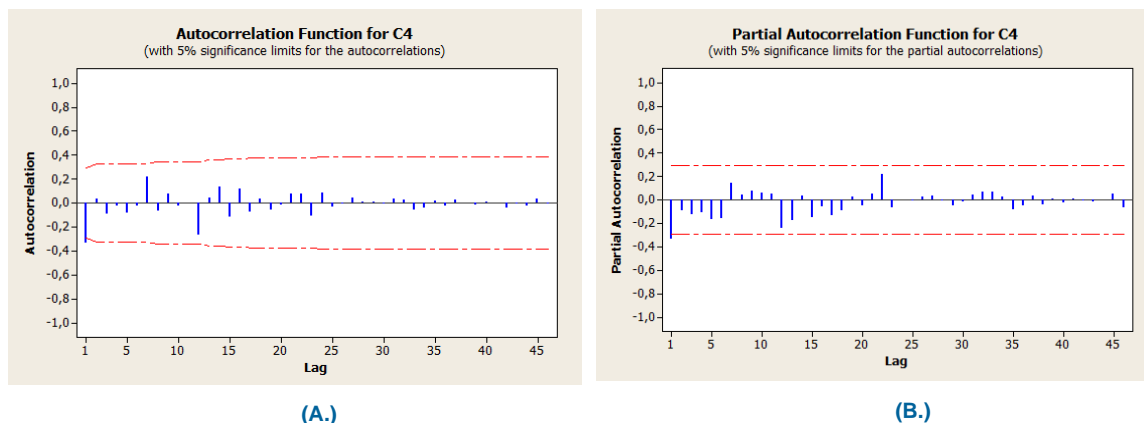 Autocorrelation Function for C4
(with 5% significance limits for the autocorrelations)
1,0
0,8
0,6
0,4
0,2
0,0
-0,2
-0,4
-0,6
-0,8
-1,0
Autocorrelation
1 5 10 15 20 25 30 35 40 45
Lag
(A.)
Partial Autocorrelation Function for C4
(with 5% significance limits for the partial autocorrelations)
1,0
0,8
0,6
0,4
0,2
0,0
-0,2
-0,4
-0,6
-0,8
-1,0
Partial Autocorrelation
1 5 10 15 20 25 30 35 40 45
Lag
(B.)